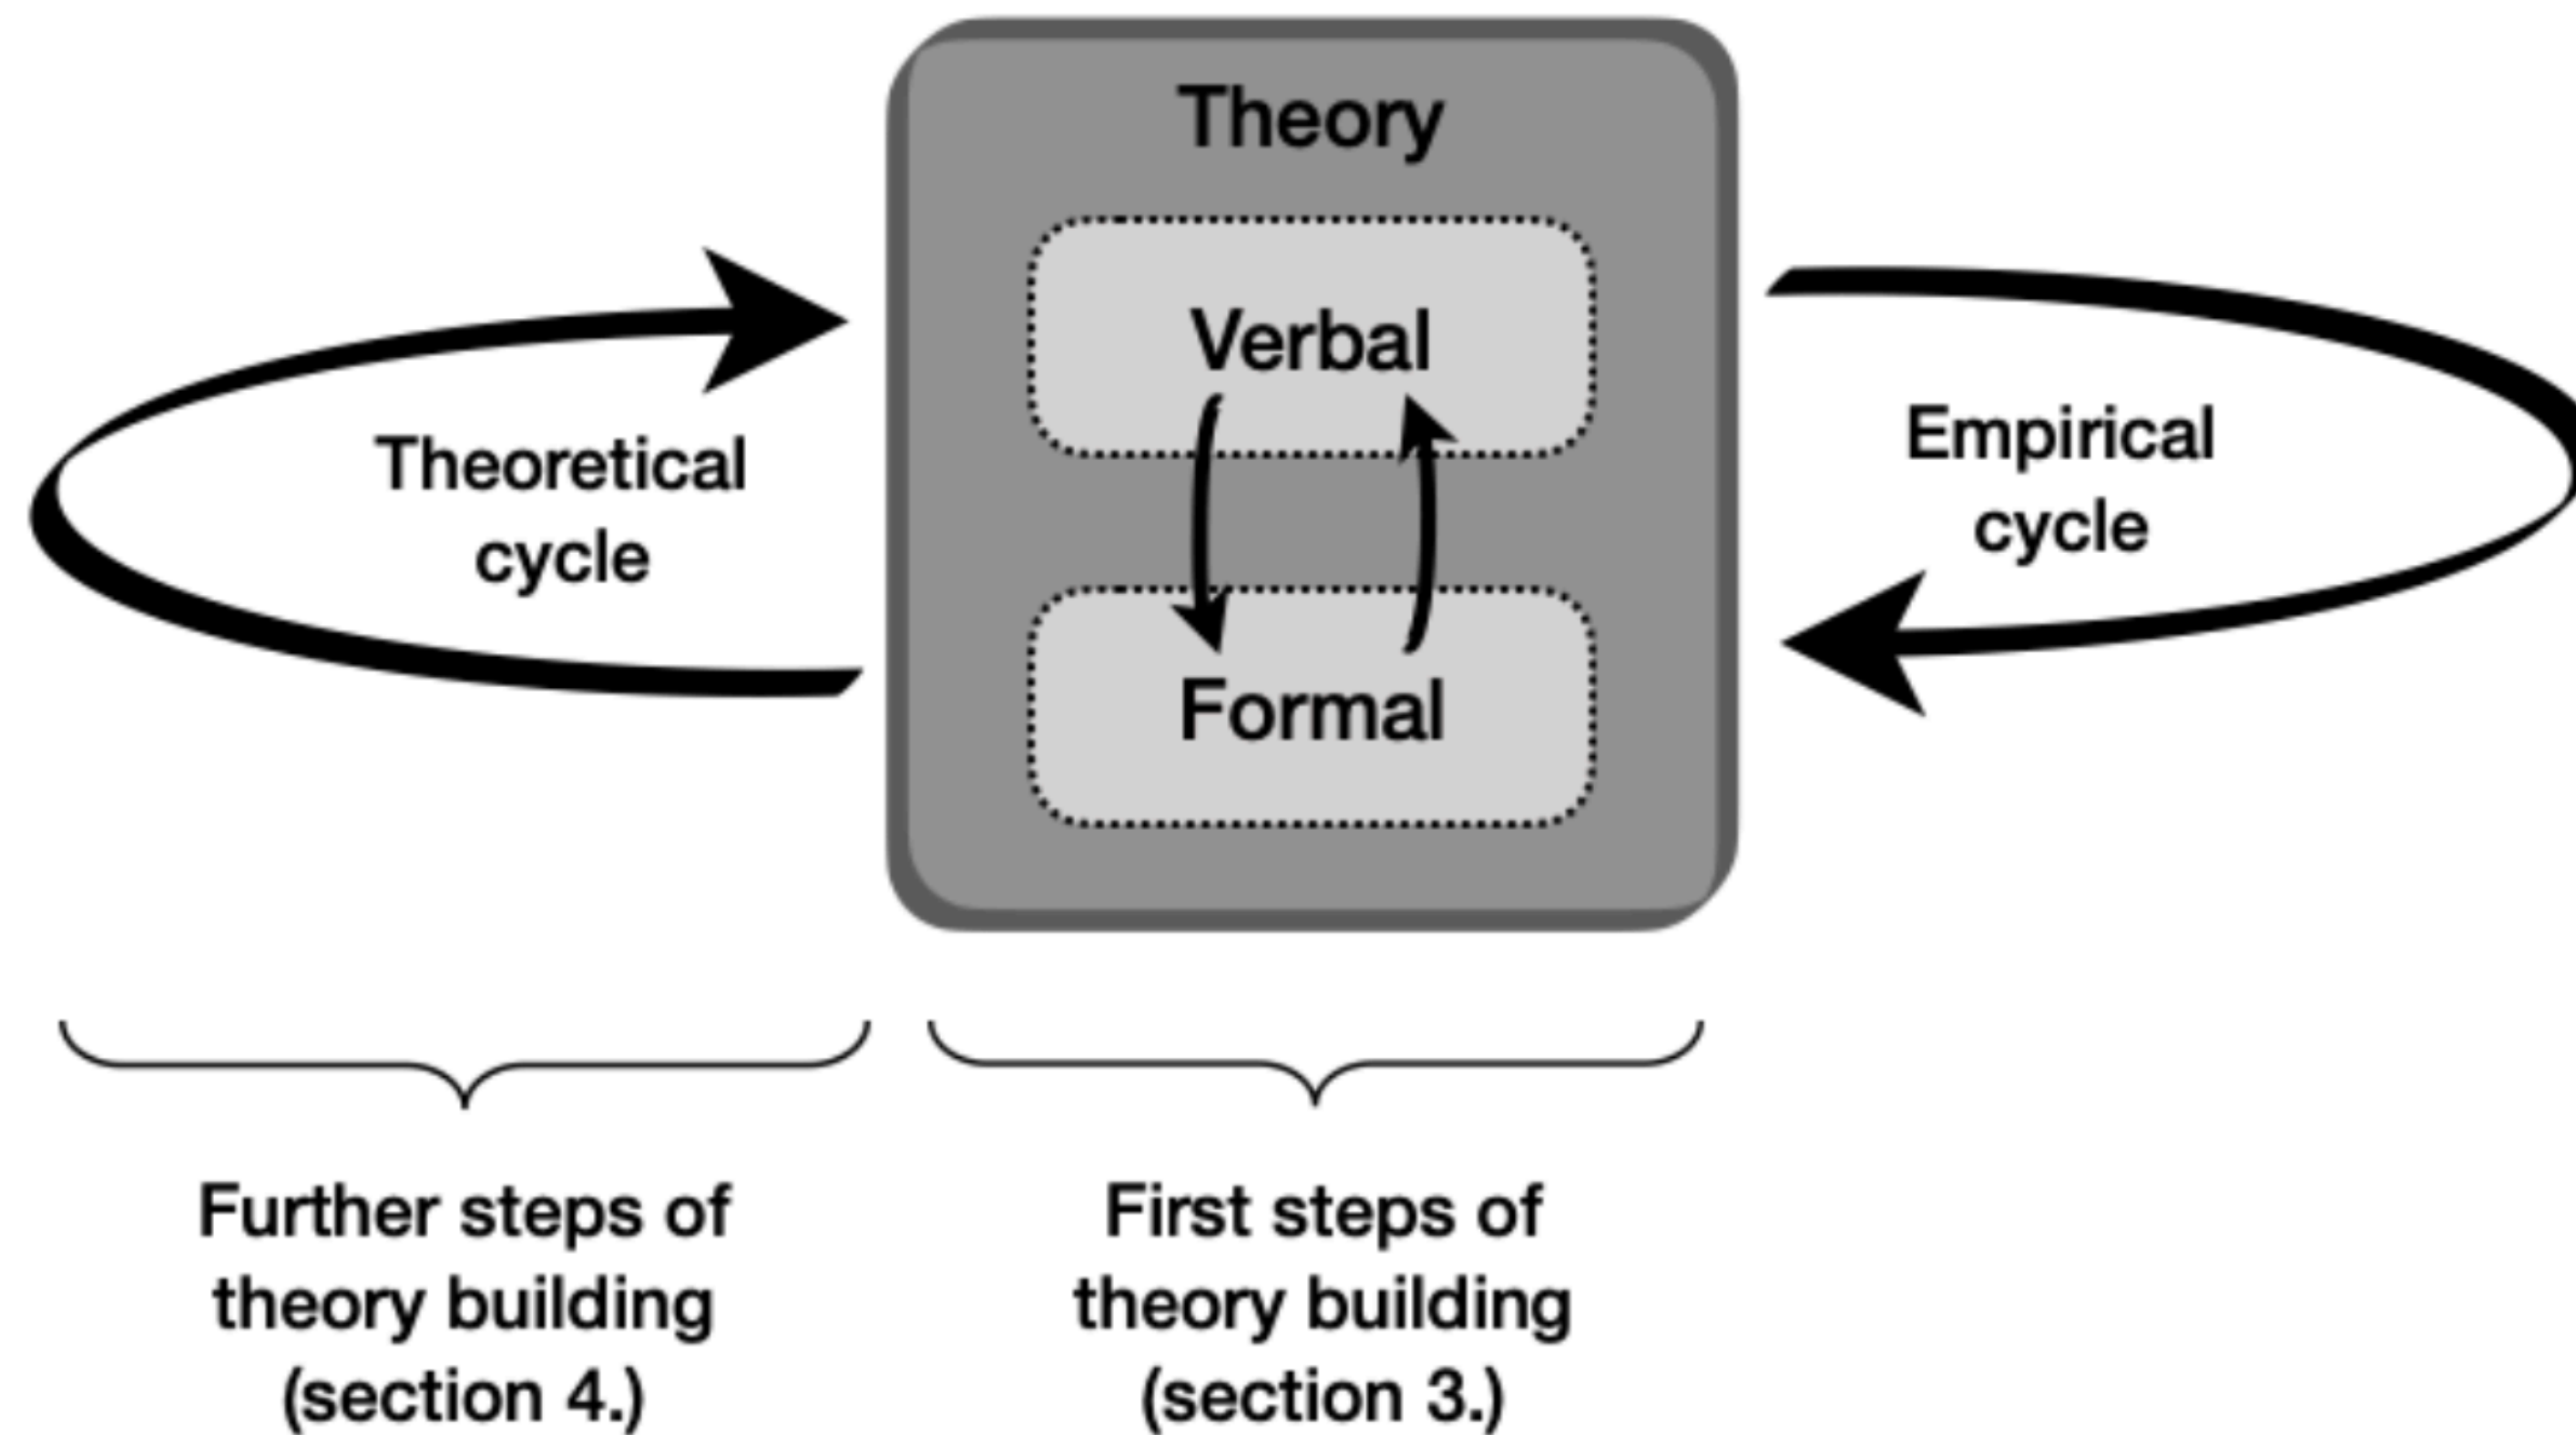 Theory
Verbal
Theoretical
cycle
Empirical
cycle
Formal
Further steps of
theory building
(section 4.)
First steps of
theory building
(section 3.)